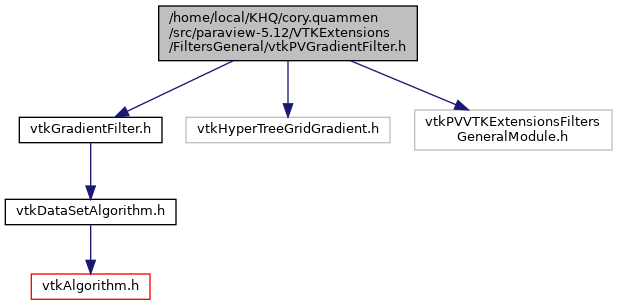 /home/local/KHQ/cory.quammen
/src/paraview-5.12/VTKExtensions
/FiltersGeneral/vtkPVGradientFilter.h
vtkGradientFilter.h
vtkHyperTreeGridGradient.h
vtkPVVTKExtensionsFilters
GeneralModule.h
vtkDataSetAlgorithm.h
vtkAlgorithm.h